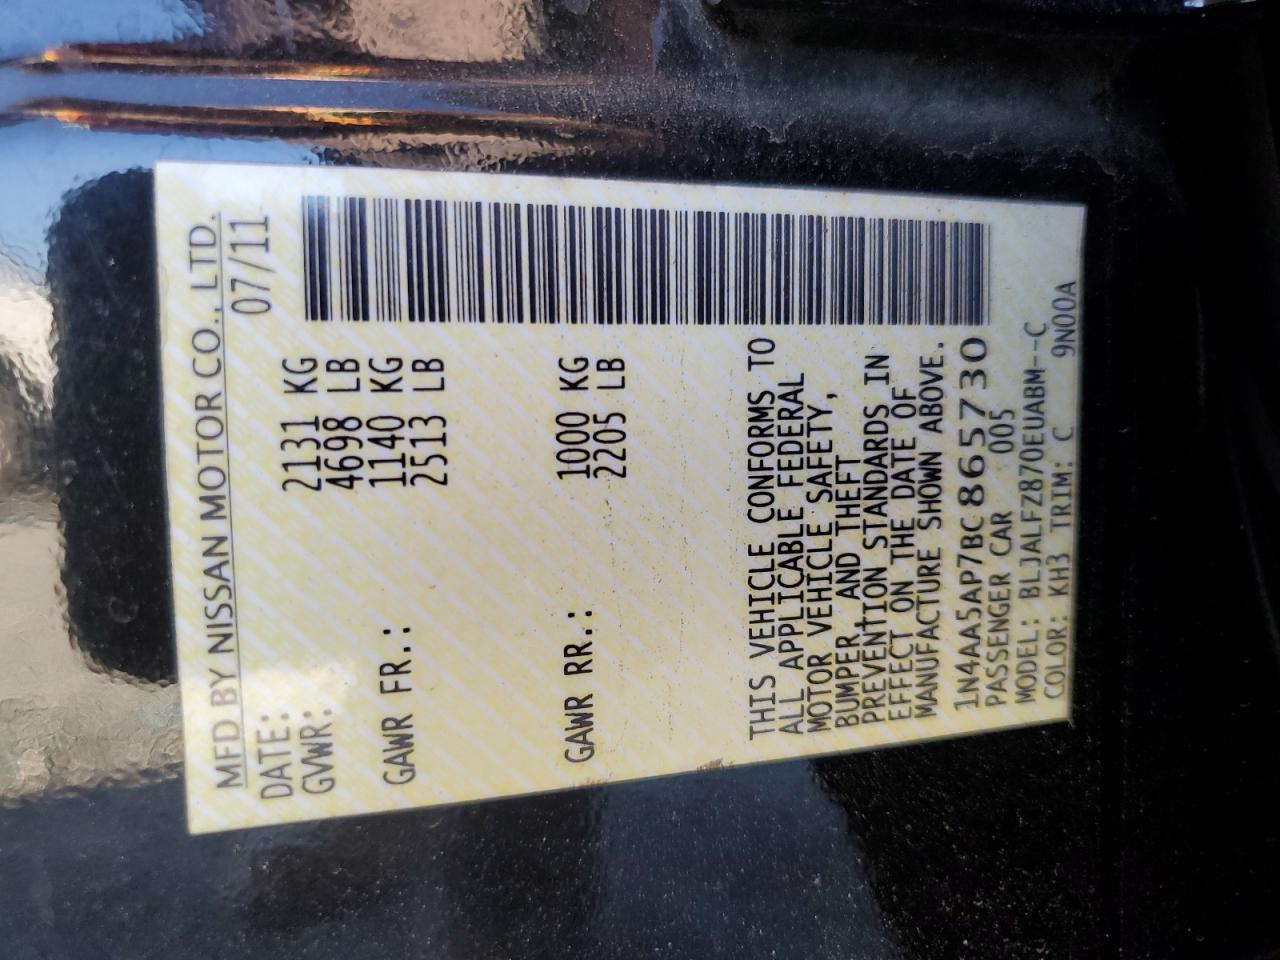 MFD BY NISSAN MOTOR CO., LTD.
DATE: 07/11
GVWR: 2131 KG
4698 LB
GAWR FR.: 1140 KG
2513 LB
GAWR RR.: 1000 KG
2205 LB
THIS VEHICLE CONFORMS TO
ALL APPLICABLE FEDERAL
MOTOR VEHICLE SAFETY,
BUMPER, AND THEFT
PREVENTION STANDARDS IN
EFFECT ON THE DATE OF
MANUFACTURE SHOWN ABOVE.
1N4AA5AP7BC865730
PASSENGER CAR 005
MODEL: BLJALFZ870EUABM--C
COLOR: KH3 TRIM: C 9N00A